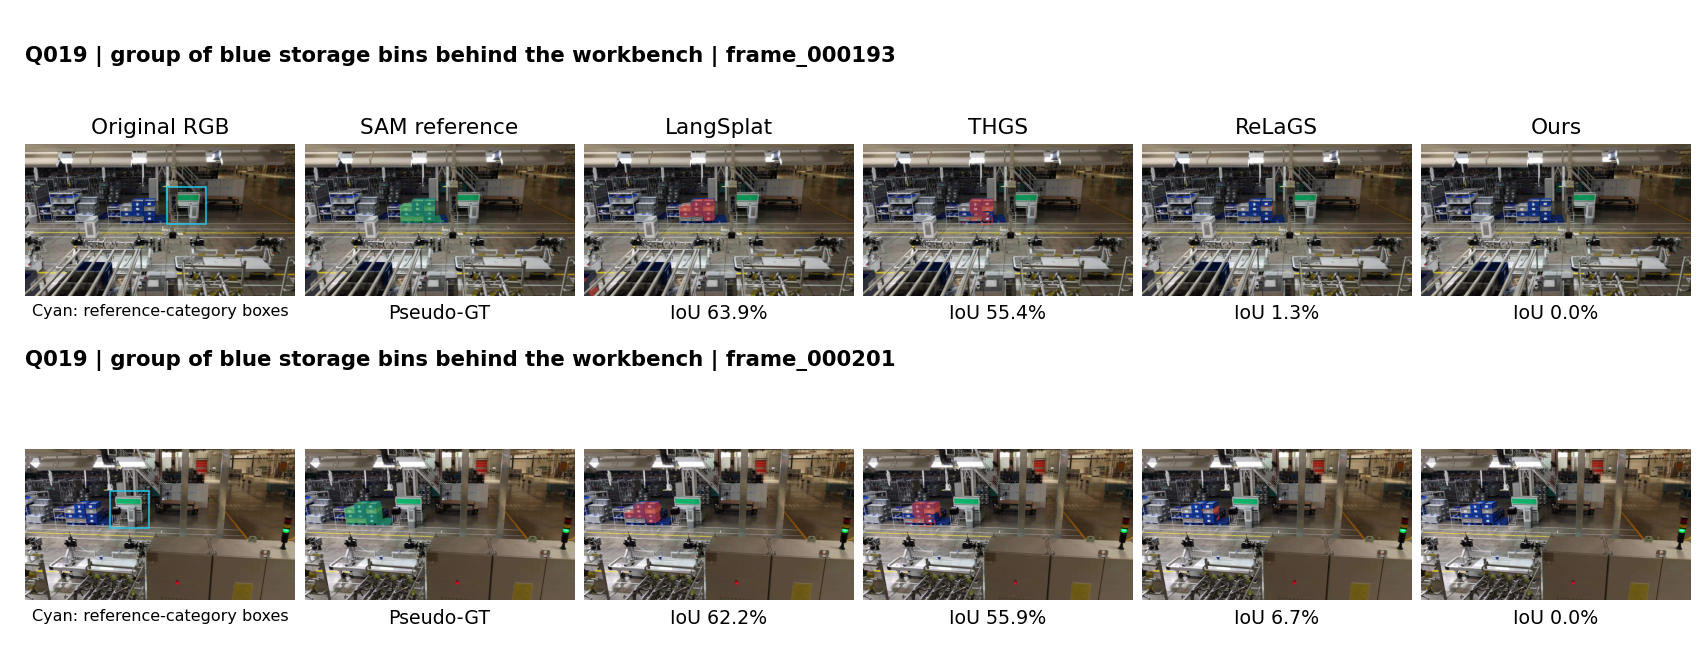 Q019 | group of blue storage bins behind the workbench | frame_000193
Original RGB SAM reference LangSplat THGS ReLaGS Ours
Cyan: reference-category boxes Pseudo-GT IoU 63.9% IoU 55.4% IoU 1.3% IoU 0.0%
Q019 | group of blue storage bins behind the workbench | frame_000201
Cyan: reference-category boxes Pseudo-GT IoU 62.2% IoU 55.9% IoU 6.7% IoU 0.0%